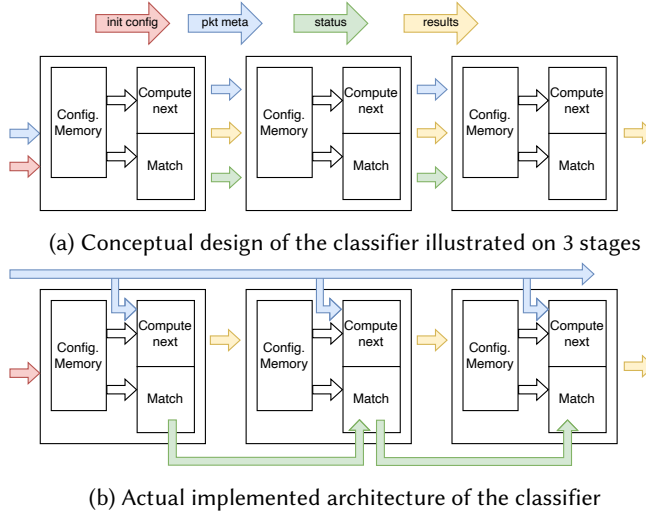 init config
pkt meta
status
results
Config.
Memory
Compute
next
Match
Config.
Memory
Compute
next
Match
Config.
Memory
Compute
next
Match
(a) Conceptual design of the classifier illustrated on 3 stages
Config.
Memory
Compute
next
Match
Config.
Memory
Compute
next
Match
Config.
Memory
Compute
next
Match
(b) Actual implemented architecture of the classifier